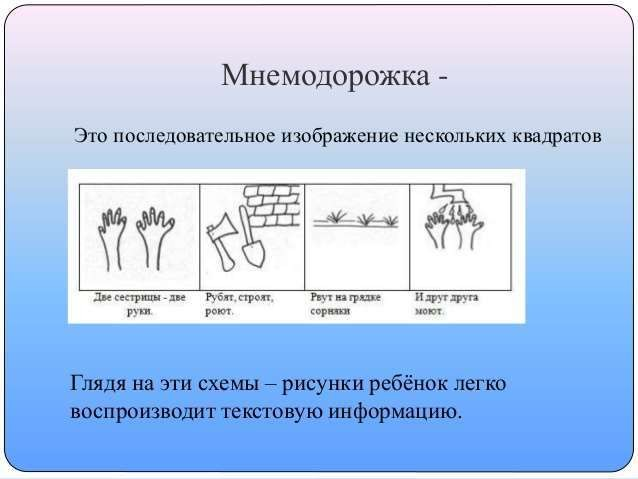 Мнемодорожка -
Это последовательное изображение нескольких квадратов
Две сестрицы - две
руки.
Рубят, строят,
роют.
Рвут на грядке
сорняки
И друг друга
моют.
Глядя на эти схемы – рисунки ребёнок легко
воспроизводит текстовую информацию.